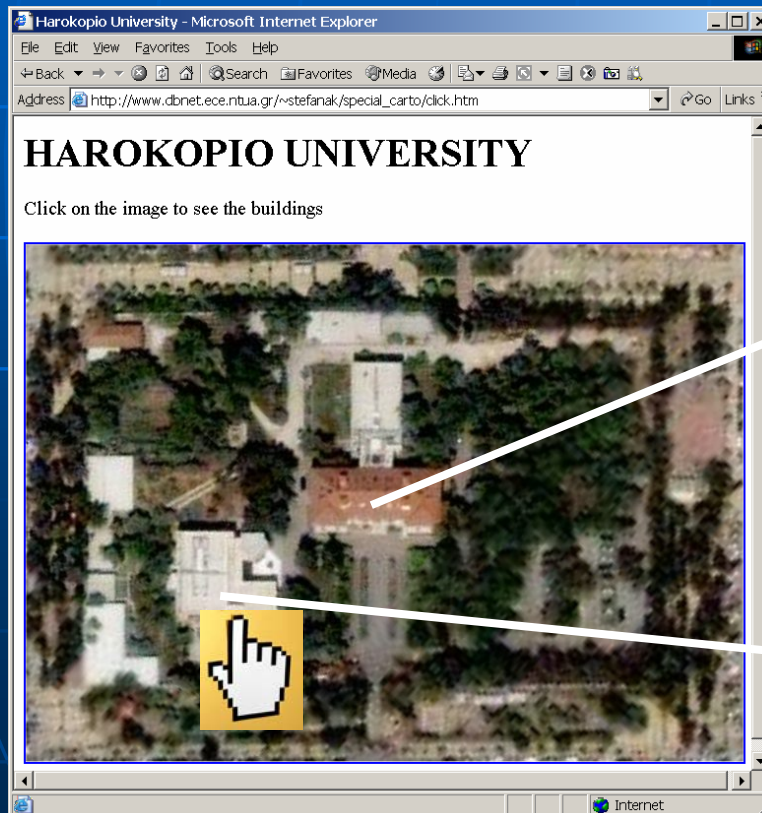 Harokopio University - Microsoft Internet Explorer
File Edit View Favorites Tools Help
Back Search Favorites Media
Address http://www.dbnet.ece.ntua.gr/~stefanak/special_carto/click.htm Go Links
HAROKOPIO UNIVERSITY
Click on the image to see the buildings
Internet